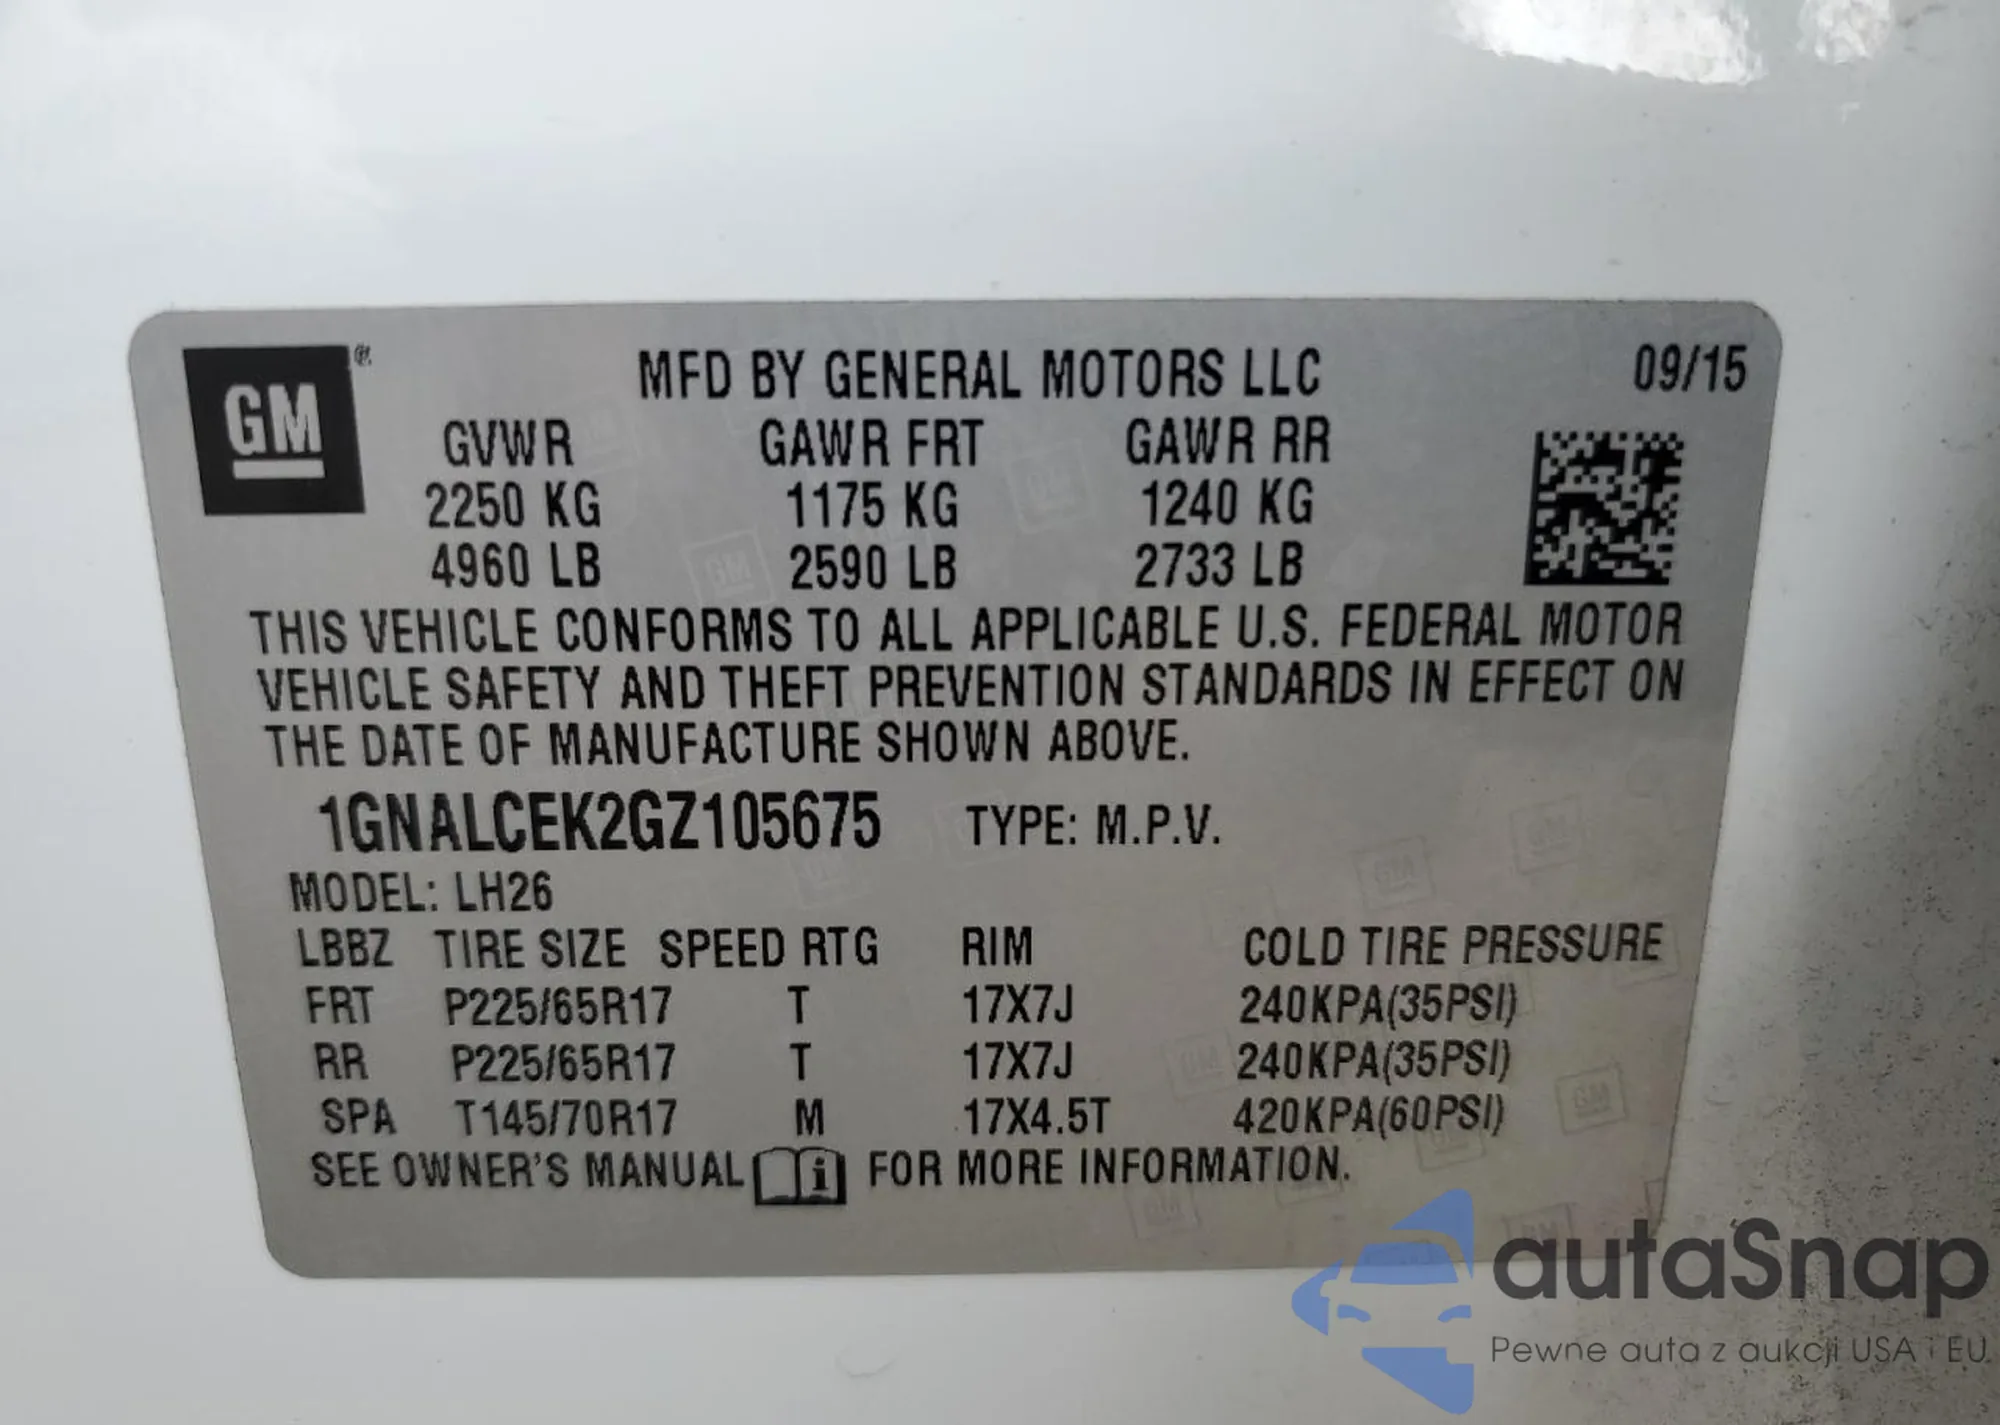 GM ®
MFD BY GENERAL MOTORS LLC 09/15
GVWR GAWR FRT GAWR RR
2250 KG 1175 KG 1240 KG
4960 LB 2590 LB 2733 LB
THIS VEHICLE CONFORMS TO ALL APPLICABLE U.S. FEDERAL MOTOR
VEHICLE SAFETY AND THEFT PREVENTION STANDARDS IN EFFECT ON
THE DATE OF MANUFACTURE SHOWN ABOVE.
1GNALCEK2GZ105675 TYPE: M.P.V.
MODEL: LH26
LBBZ TIRE SIZE SPEED RTG RIM COLD TIRE PRESSURE
FRT P225/65R17 T 17X7J 240KPA(35PSI)
RR P225/65R17 T 17X7J 240KPA(35PSI)
SPA T145/70R17 M 17X4.5T 420KPA(60PSI)
SEE OWNER'S MANUAL i FOR MORE INFORMATION.
autaSnap
Pewne auta z aukcji USA i EU